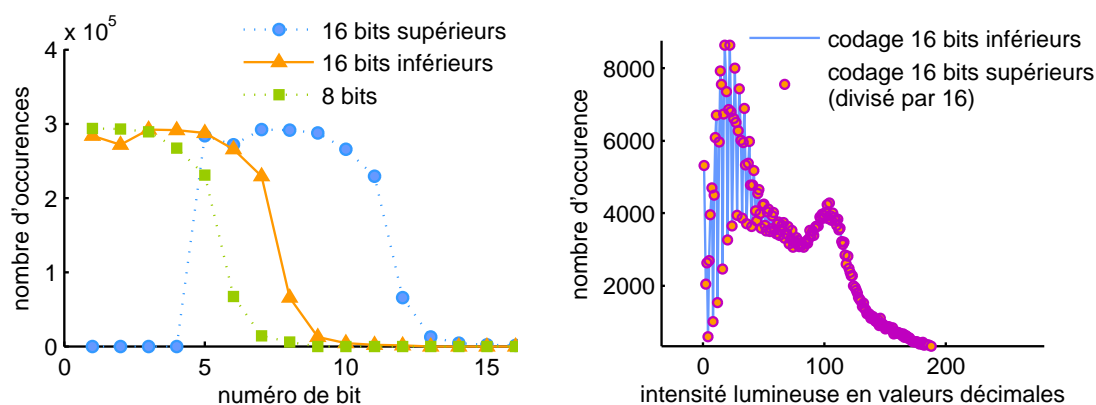 x 10^5
16 bits supérieurs
16 bits inférieurs
8 bits
4
3
2
1
0
0
5
10
15
nombre d'occurences
numéro de bit
codage 16 bits inférieurs
codage 16 bits supérieurs
(divisé par 16)
8000
6000
4000
2000
0
100
200
nombre d'occurence
intensité lumineuse en valeurs décimales